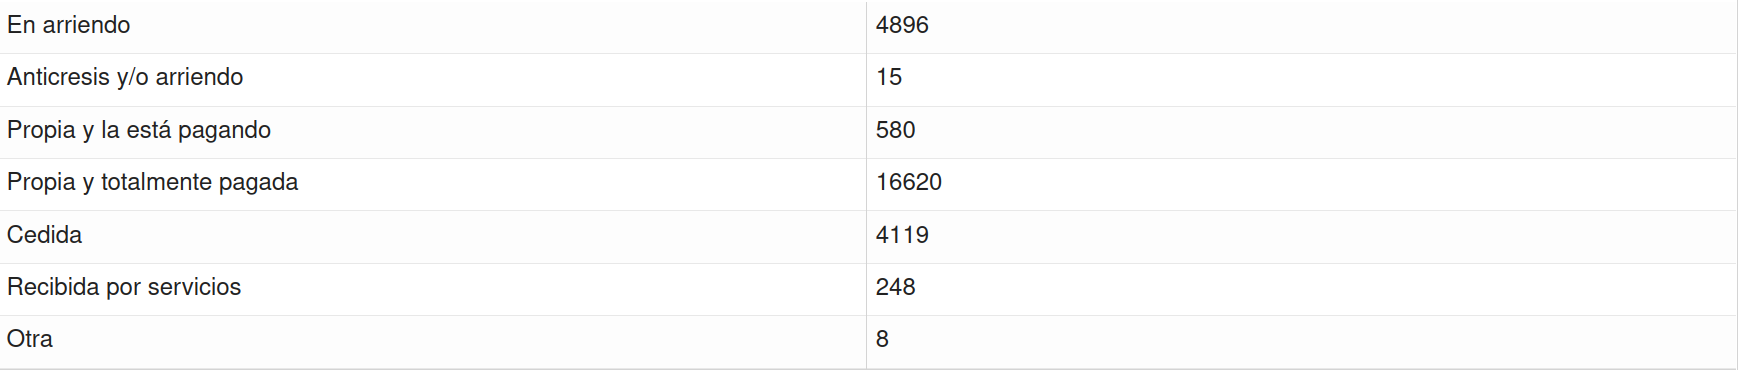 En arriendo 4896
Anticresis y/o arriendo 15
Propia y la está pagando 580
Propia y totalmente pagada 16620
Cedida 4119
Recibida por servicios 248
Otra 8